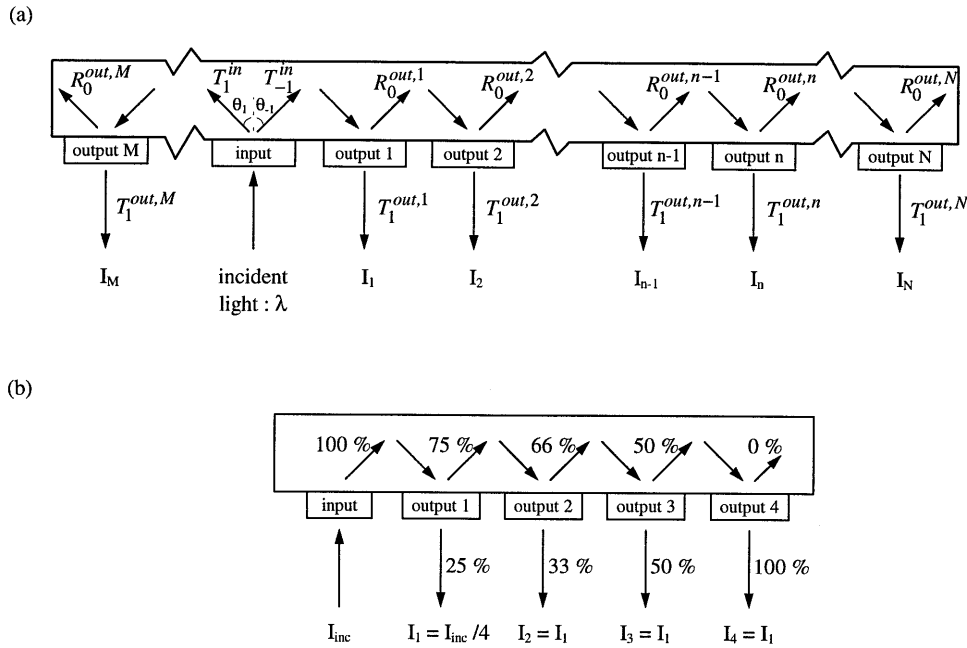 (a)
R_0^{out,M} T_1^{in} T_{-1}^{in} R_0^{out,1} R_0^{out,2} R_0^{out,n-1} R_0^{out,n} R_0^{out,N}
θ_1 θ_{-1}
output M input output 1 output 2 output n-1 output n output N
T_1^{out,M} T_1^{out,1} T_1^{out,2} T_1^{out,n-1} T_1^{out,n} T_1^{out,N}
I_M incident I_1 I_2 I_{n-1} I_n I_N
light : λ
(b)
100 % 75 % 66 % 50 % 0 %
input output 1 output 2 output 3 output 4
25 % 33 % 50 % 100 %
I_{inc} I_1 = I_{inc} /4 I_2 = I_1 I_3 = I_1 I_4 = I_1